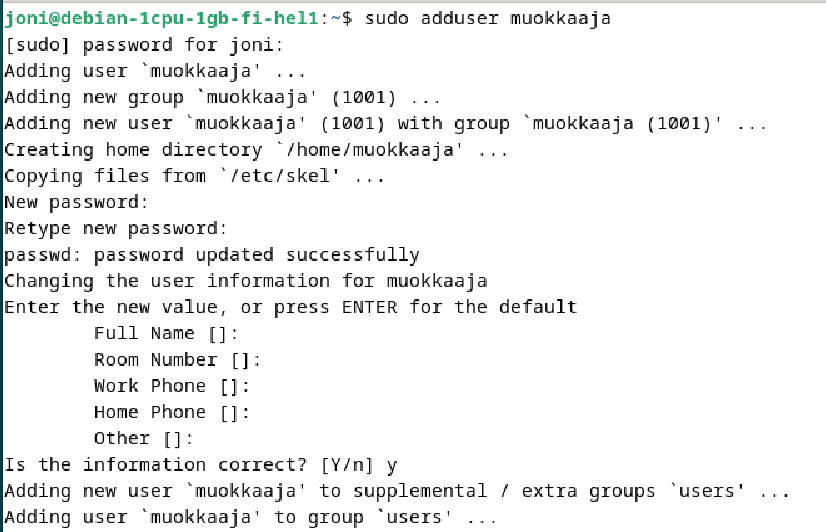 joni@debian-1cpu-1gb-fi-hel1:~$ sudo adduser muokkaaja
[sudo] password for joni:
Adding user `muokkaaja' ...
Adding new group `muokkaaja' (1001) ...
Adding new user `muokkaaja' (1001) with group `muokkaaja (1001)' ...
Creating home directory `/home/muokkaaja' ...
Copying files from `/etc/skel' ...
New password:
Retype new password:
passwd: password updated successfully
Changing the user information for muokkaaja
Enter the new value, or press ENTER for the default
        Full Name []:
        Room Number []:
        Work Phone []:
        Home Phone []:
        Other []:
Is the information correct? [Y/n] y
Adding new user `muokkaaja' to supplemental / extra groups `users' ...
Adding user `muokkaaja' to group `users' ...